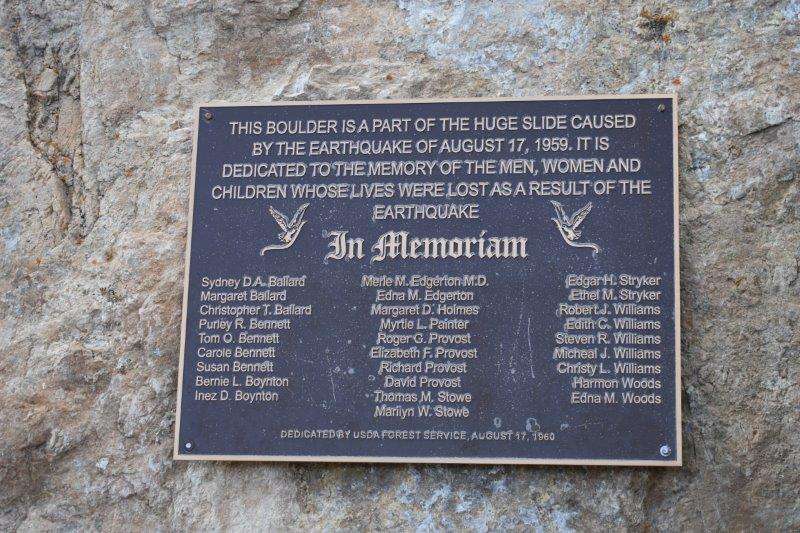 THIS BOULDER IS A PART OF THE HUGE SLIDE CAUSED
BY THE EARTHQUAKE OF AUGUST 17, 1959. IT IS
DEDICATED TO THE MEMORY OF THE MEN, WOMEN AND
CHILDREN WHOSE LIVES WERE LOST AS A RESULT OF THE
EARTHQUAKE
In Memoriam
Sydney D.A. Ballard
Margaret Ballard
Christopher T. Ballard
Purley R. Bennett
Tom O. Bennett
Carole Bennett
Susan Bennett
Bernie L. Boynton
Inez D. Boynton
Merle M. Edgerton M.D.
Edna M. Edgerton
Margaret D. Holmes
Myrtle L. Painter
Roger G. Provost
Elizabeth F. Provost
Richard Provost
David Provost
Thomas M. Stowe
Marilyn W. Stowe
Edgar H. Stryker
Ethel M. Stryker
Robert J. Williams
Edith C. Williams
Steven R. Williams
Micheal J. Williams
Christy L. Williams
Harmon Woods
Edna M. Woods
DEDICATED BY USDA FOREST SERVICE, AUGUST 17, 1960